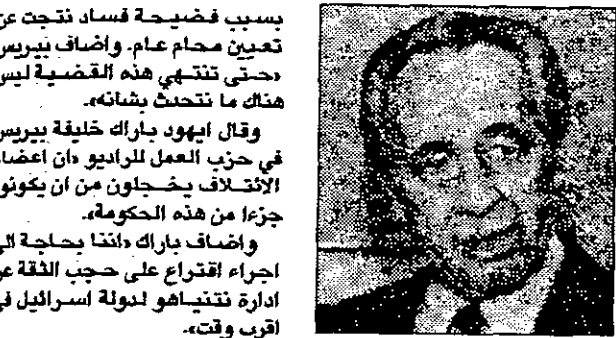 بسبب فضيحة فساد نتجت عن
تعيين محام عام. واضاف بيريس
«حتى تنتهي هذه القضية ليس
هناك ما نتحدث بشانه».
وقال ايهود باراك خليفة بيريس
في حزب العمل للراديو «ان اعضاء
الائتلاف يخجلون من ان يكونوا
جزءا من هذه الحكومة».
واضاف باراك «اننا بحاجة الى
اجراء اقتراع على حجب الثقة عن
ادارة نتنياهو لدولة اسرائيل في
اقرب وقت».